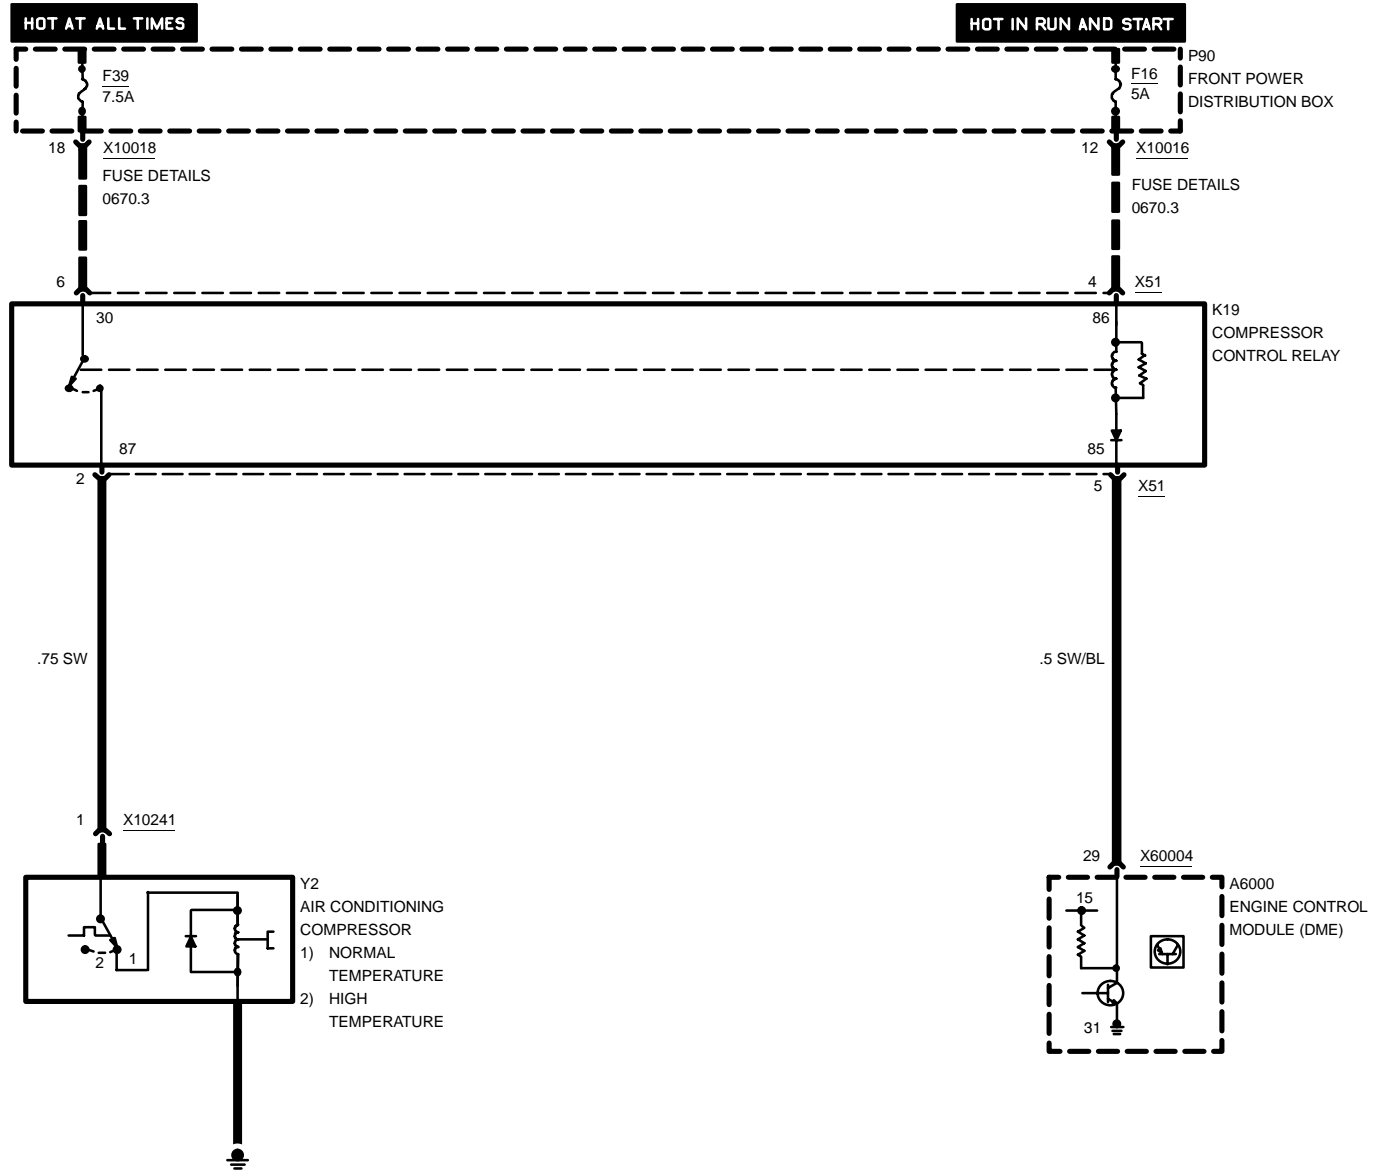 HOT AT ALL TIMES
HOT IN RUN AND START
F39
7.5A
F16
5A
P90
FRONT POWER
DISTRIBUTION BOX
18
X10018
FUSE DETAILS
0670.3
12
X10016
FUSE DETAILS
0670.3
6
4
X51
30
86
K19
COMPRESSOR
CONTROL RELAY
87
85
2
5
X51
.75 SW
.5 SW/BL
1
X10241
29
X60004
Y2
AIR CONDITIONING
COMPRESSOR
1) NORMAL
TEMPERATURE
2) HIGH
TEMPERATURE
2
1
A6000
ENGINE CONTROL
MODULE (DME)
15
31